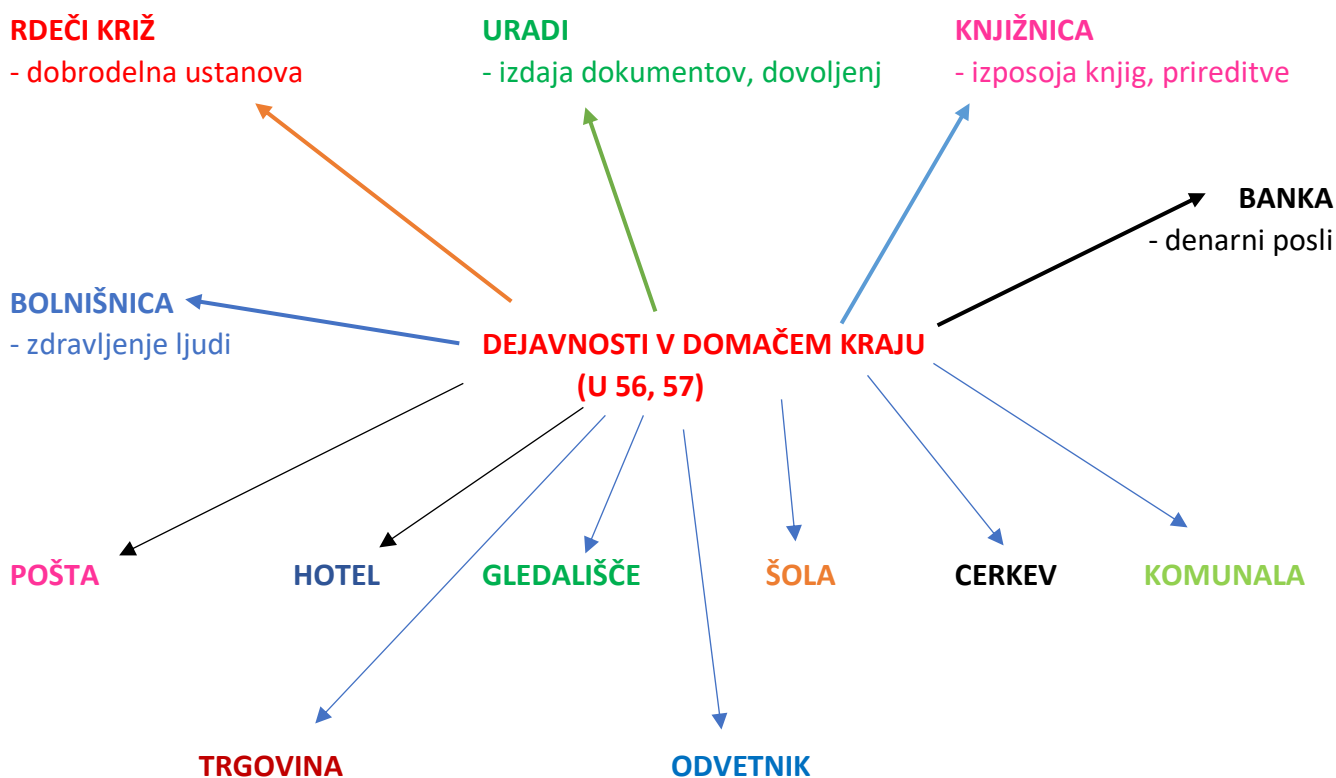 RDEČI KRIŽ
- dobrodelna ustanova
URADI
- izdaja dokumentov, dovoljenj
KNJIŽNICA
- izposoja knjig, prireditve
BANKA
- denarni posli
BOLNIŠNICA
- zdravljenje ljudi
DEJAVNOSTI V DOMAČEM KRAJU
(U 56, 57)
POŠTA
HOTEL
GLEDALIŠČE
ŠOLA
CERKEV
KOMUNALA
TRGOVINA
ODVETNIK